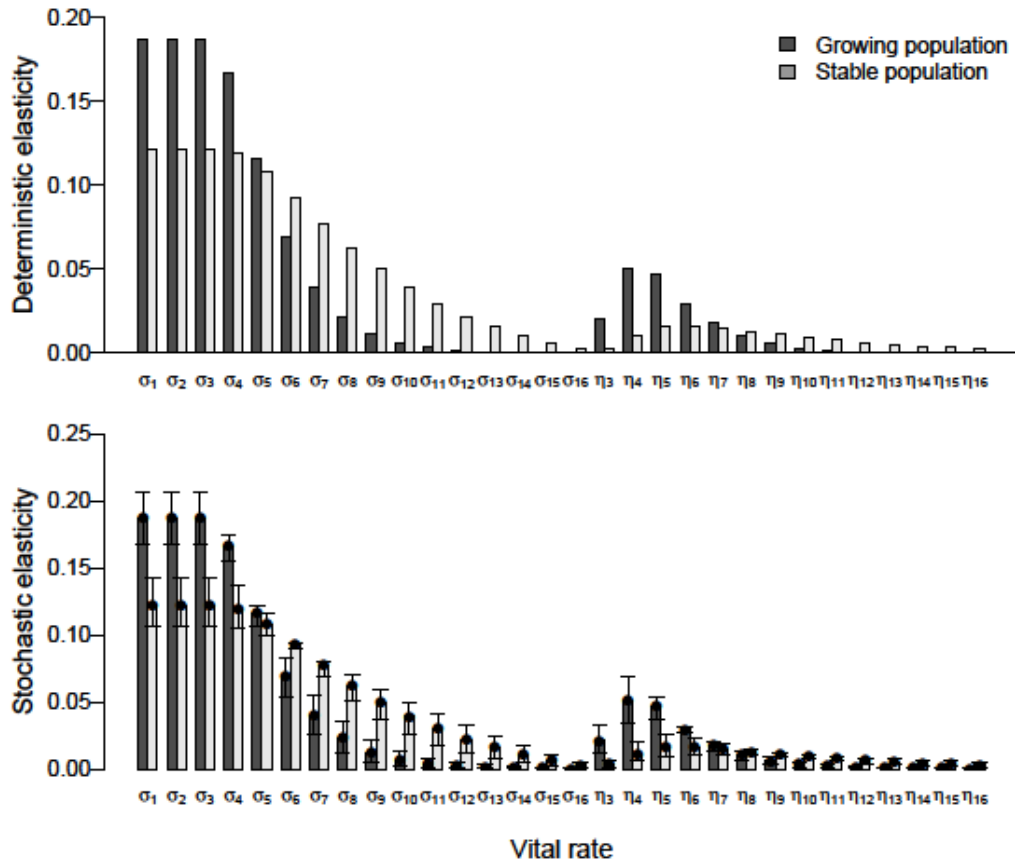 Deterministic elasticity
0.20
0.15
0.10
0.05
0.00
Growing population
Stable population
σ₁ σ₂ σ₃ σ₄ σ₅ σ₆ σ₇ σ₈ σ₉ σ₁₀ σ₁₁ σ₁₂ σ₁₃ σ₁₄ σ₁₅ σ₁₆ η₃ η₄ η₅ η₆ η₇ η₈ η₉ η₁₀ η₁₁ η₁₂ η₁₃ η₁₄ η₁₅ η₁₆
Stochastic elasticity
0.25
0.20
0.15
0.10
0.05
0.00
σ₁ σ₂ σ₃ σ₄ σ₅ σ₆ σ₇ σ₈ σ₉ σ₁₀ σ₁₁ σ₁₂ σ₁₃ σ₁₄ σ₁₅ σ₁₆ η₃ η₄ η₅ η₆ η₇ η₈ η₉ η₁₀ η₁₁ η₁₂ η₁₃ η₁₄ η₁₅ η₁₆
Vital rate